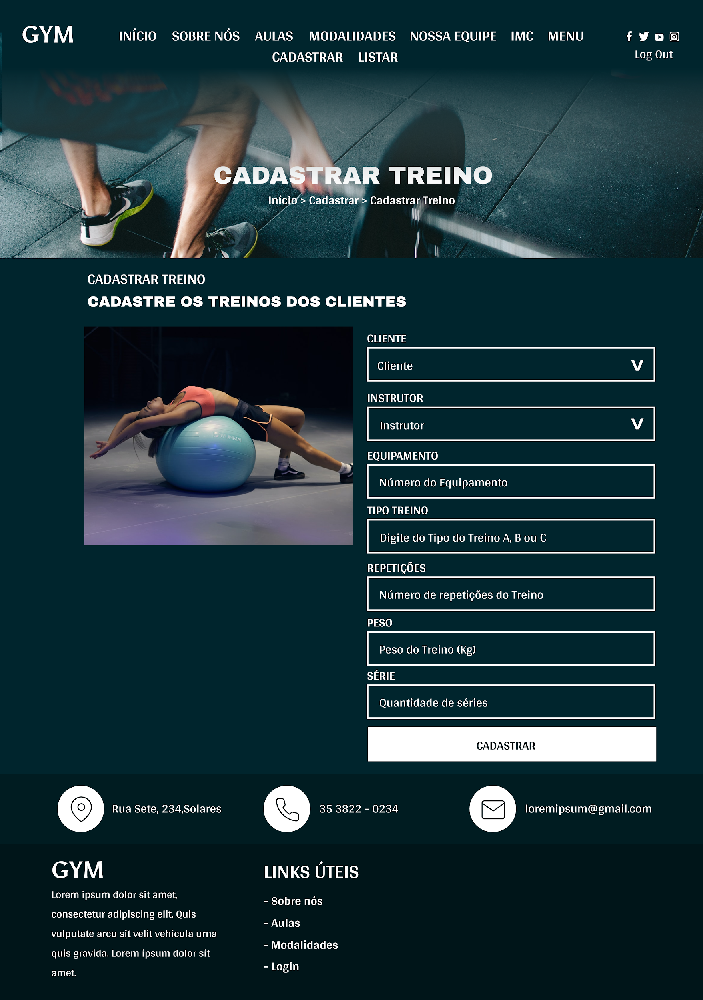 GYM
INÍCIO SOBRE NÓS AULAS MODALIDADES NOSSA EQUIPE IMC MENU
CADASTRAR LISTAR
Log Out
CADASTRAR TREINO
Início > Cadastrar > Cadastrar Treino
CADASTRAR TREINO
CADASTRE OS TREINOS DOS CLIENTES
YUNMAI
CLIENTE
Cliente V
INSTRUTOR
Instrutor V
EQUIPAMENTO
Número do Equipamento
TIPO TREINO
Digite do Tipo do Treino A, B ou C
REPETIÇÕES
Número de repetições do Treino
PESO
Peso do Treino (Kg)
SÉRIE
Quantidade de séries
CADASTRAR
Rua Sete, 234,Solares
35 3822 - 0234
loremipsum@gmail.com
GYM
Lorem ipsum dolor sit amet,
consectetur adipiscing elit. Quis
vulputate arcu sit velit vehicula urna
quis gravida. Lorem ipsum dolor sit
amet.
LINKS ÚTEIS
- Sobre nós
- Aulas
- Modalidades
- Login